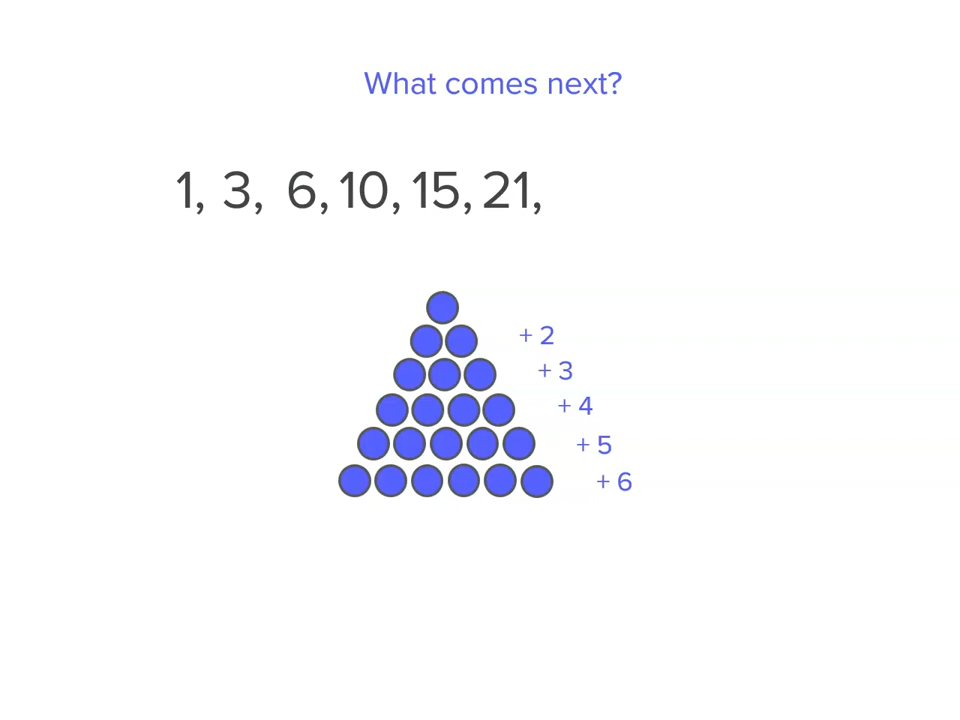 What comes next?
1, 3, 6, 10, 15, 21,
+ 2
+ 3
+ 4
+ 5
+ 6